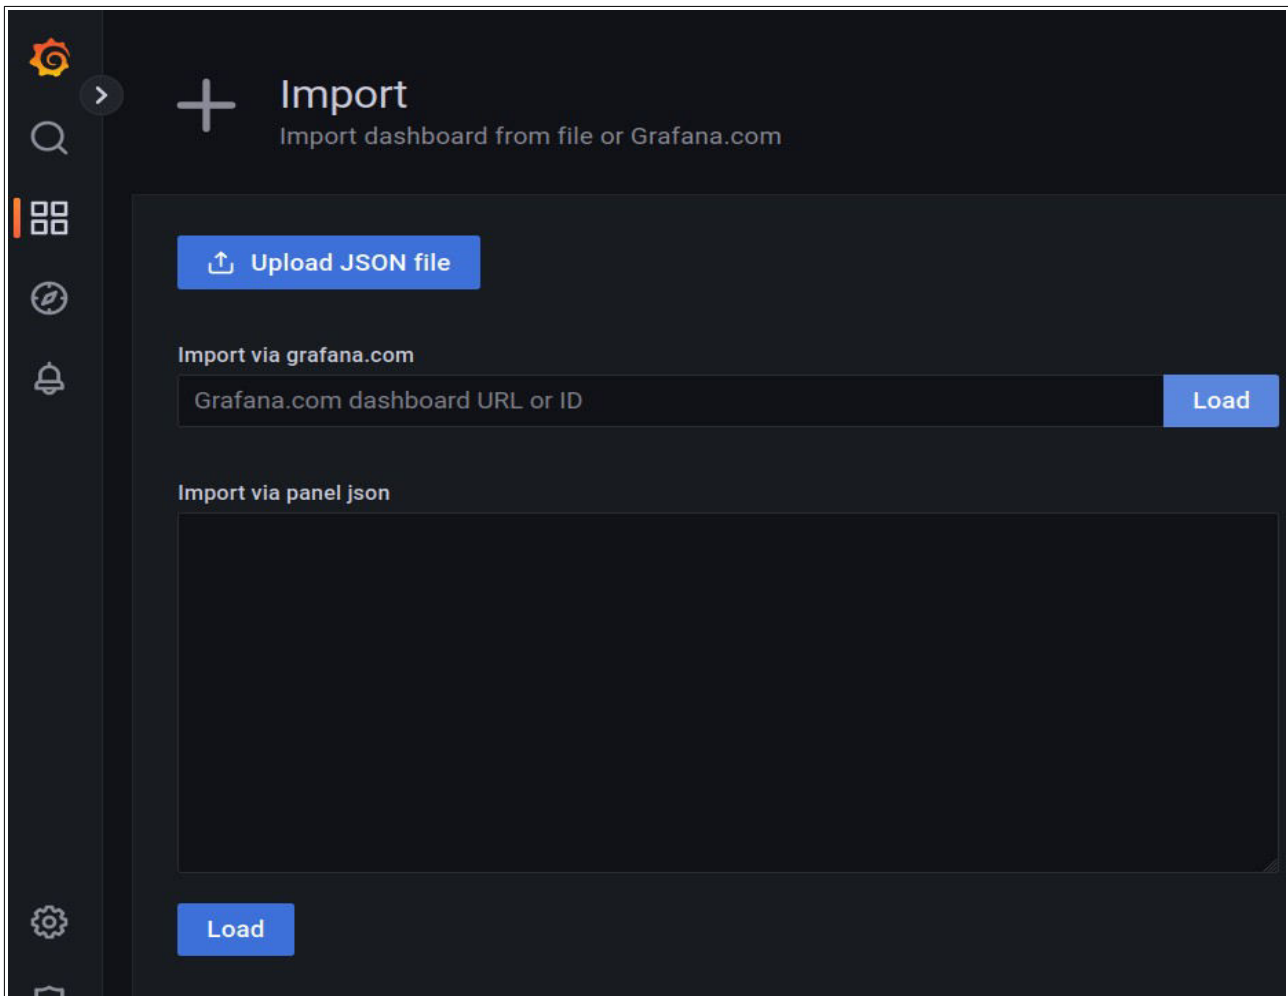 Import
Import dashboard from file or Grafana.com
Upload JSON file
Import via grafana.com
Grafana.com dashboard URL or ID
Load
Import via panel json
Load